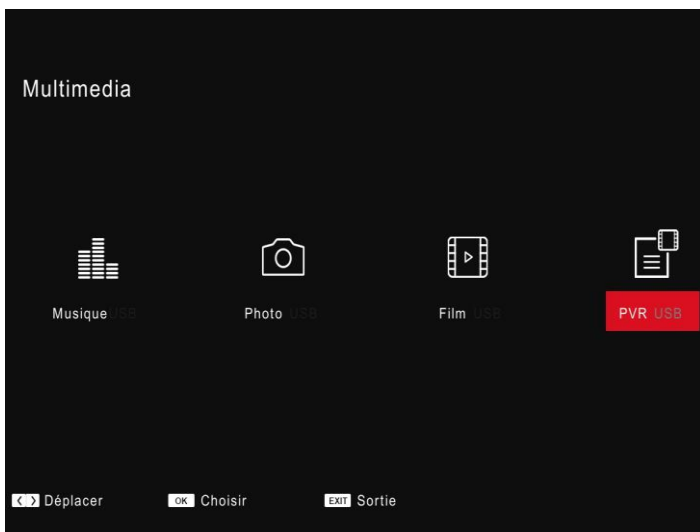 Multimedia
Musique USB Photo USB Film USB PVR USB
Déplacer OK Choisir EXIT Sortie